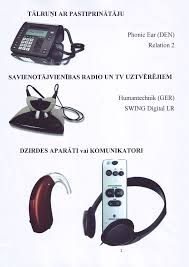 TĀLRUŅI AR PASTIPRINĀTĀJU
Phonic Ear (DEN)
Relation 2
SAVIENOTĀJVIENĪBAS RADIO UN TV UZTVĒRĒJIEM
Humantechnik (GER)
SWING Digital LR
DZIRDES APARĀTI vai KOMUNIKATORI
1